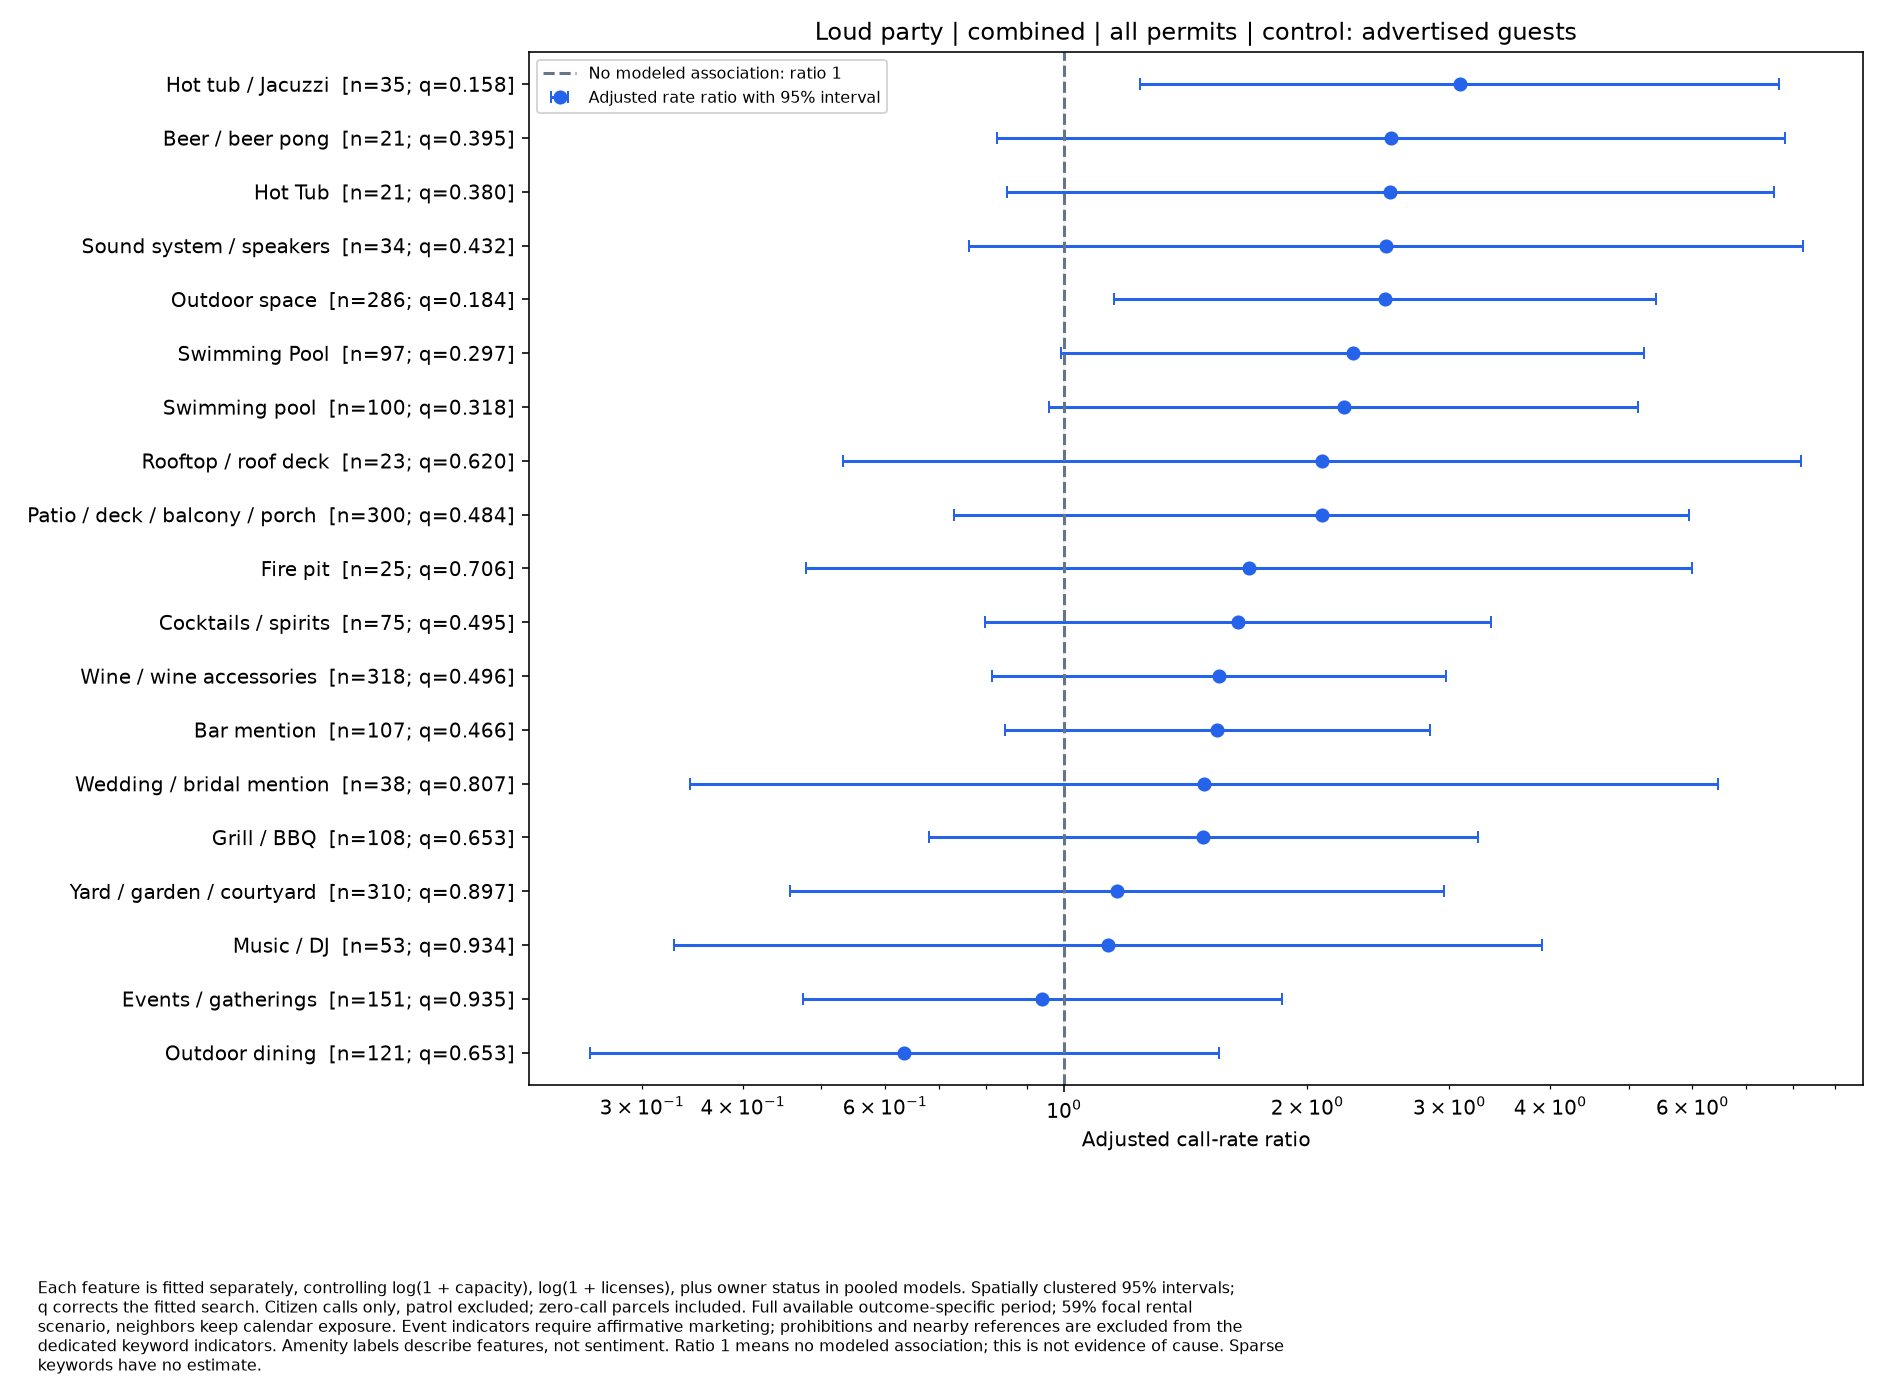 Loud party | combined | all permits | control: advertised guests
No modeled association: ratio 1
Adjusted rate ratio with 95% interval
Hot tub / Jacuzzi [n=35; q=0.158]
Beer / beer pong [n=21; q=0.395]
Hot Tub [n=21; q=0.380]
Sound system / speakers [n=34; q=0.432]
Outdoor space [n=286; q=0.184]
Swimming Pool [n=97; q=0.297]
Swimming pool [n=100; q=0.318]
Rooftop / roof deck [n=23; q=0.620]
Patio / deck / balcony / porch [n=300; q=0.484]
Fire pit [n=25; q=0.706]
Cocktails / spirits [n=75; q=0.495]
Wine / wine accessories [n=318; q=0.496]
Bar mention [n=107; q=0.466]
Wedding / bridal mention [n=38; q=0.807]
Grill / BBQ [n=108; q=0.653]
Yard / garden / courtyard [n=310; q=0.897]
Music / DJ [n=53; q=0.934]
Events / gatherings [n=151; q=0.935]
Outdoor dining [n=121; q=0.653]
3 × 10⁻¹ 4 × 10⁻¹ 6 × 10⁻¹ 10⁰ 2 × 10⁰ 3 × 10⁰ 4 × 10⁰ 6 × 10⁰
Adjusted call-rate ratio
Each feature is fitted separately, controlling log(1 + capacity), log(1 + licenses), plus owner status in pooled models. Spatially clustered 95% intervals;
q corrects the fitted search. Citizen calls only, patrol excluded; zero-call parcels included. Full available outcome-specific period; 59% focal rental
scenario, neighbors keep calendar exposure. Event indicators require affirmative marketing; prohibitions and nearby references are excluded from the
dedicated keyword indicators. Amenity labels describe features, not sentiment. Ratio 1 means no modeled association; this is not evidence of cause. Sparse
keywords have no estimate.